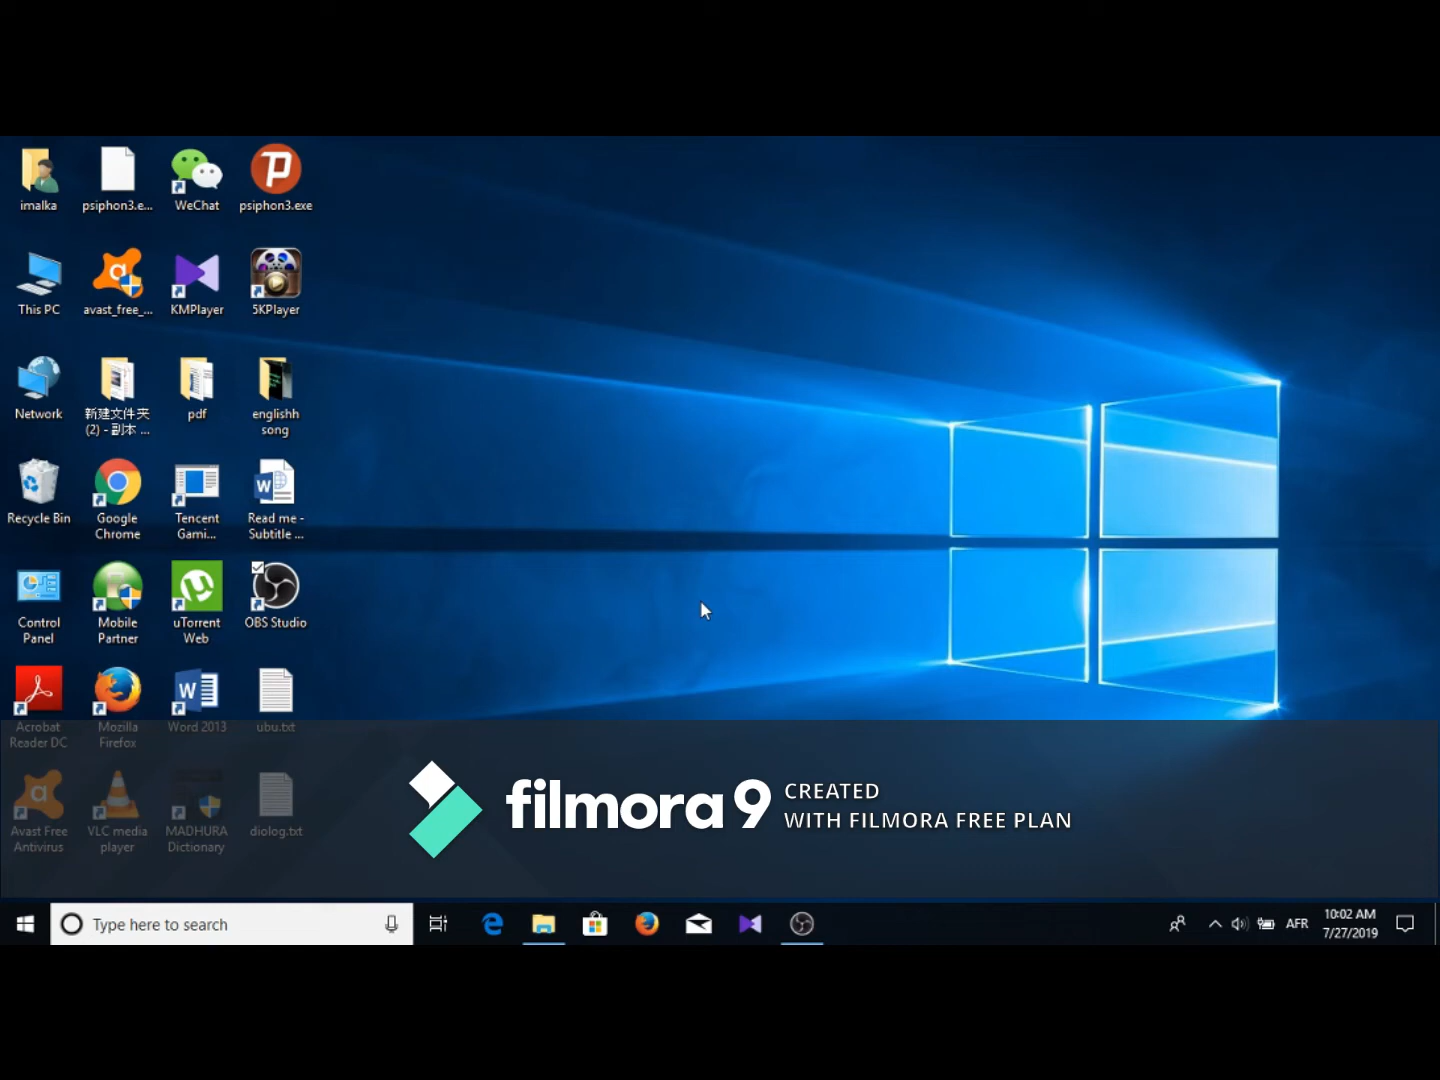 imalka
psiphon3.e...
WeChat
psiphon3.exe
This PC
avast_free_...
KMPlayer
5KPlayer
Network
新建文件夹
(2) - 副本 ...
pdf
englishh
song
Recycle Bin
Google
Chrome
Tencent
Gami...
Read me -
Subtitle ...
Control
Panel
Mobile
Partner
uTorrent
Web
OBS Studio
Acrobat
Reader DC
Mozilla
Firefox
Word 2013
ubu.txt
Avast Free
Antivirus
VLC media
player
MADHURA
Dictionary
diolog.txt
filmora 9
CREATED
WITH FILMORA FREE PLAN
Type here to search
AFR
10:02 AM
7/27/2019